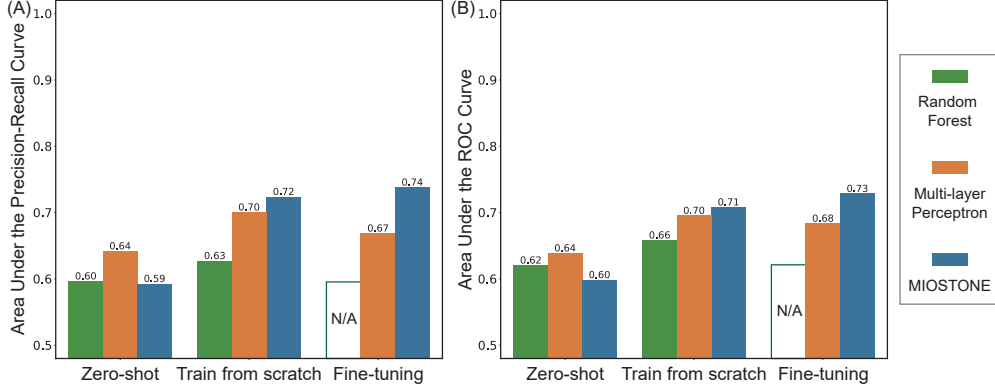 (A)
Area Under the Precision-Recall Curve
1.0
0.9
0.8
0.7
0.6
0.5
0.60
0.64
0.59
0.63
0.70
0.72
N/A
0.67
0.74
Zero-shot
Train from scratch
Fine-tuning
(B)
Area Under the ROC Curve
1.0
0.9
0.8
0.7
0.6
0.5
0.62
0.64
0.60
0.66
0.70
0.71
N/A
0.68
0.73
Zero-shot
Train from scratch
Fine-tuning
Random
Forest
Multi-layer
Perceptron
MIOSTONE